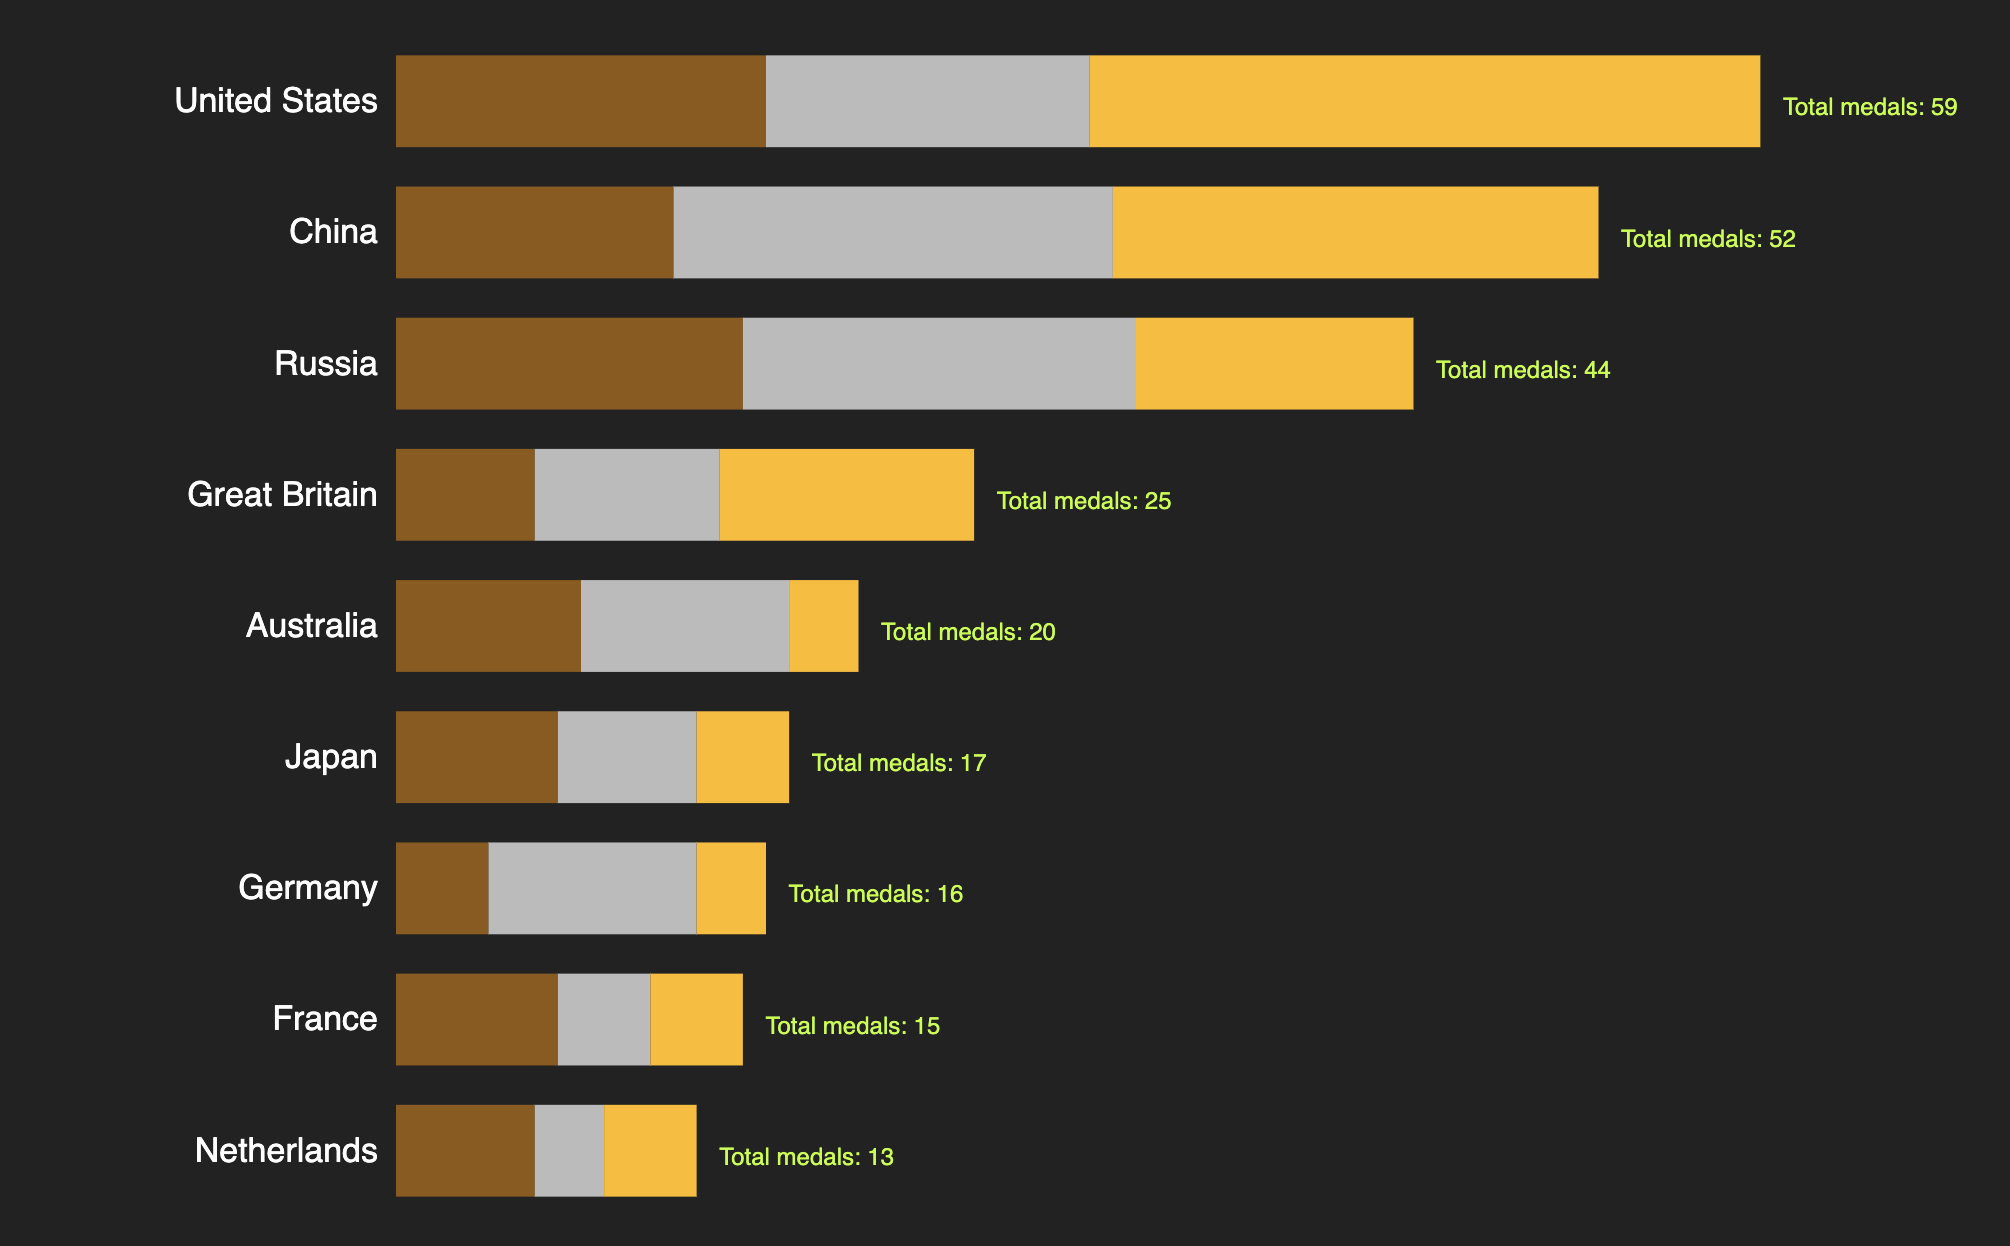 United States
Total medals: 59
China
Total medals: 52
Russia
Total medals: 44
Great Britain
Total medals: 25
Australia
Total medals: 20
Japan
Total medals: 17
Germany
Total medals: 16
France
Total medals: 15
Netherlands
Total medals: 13